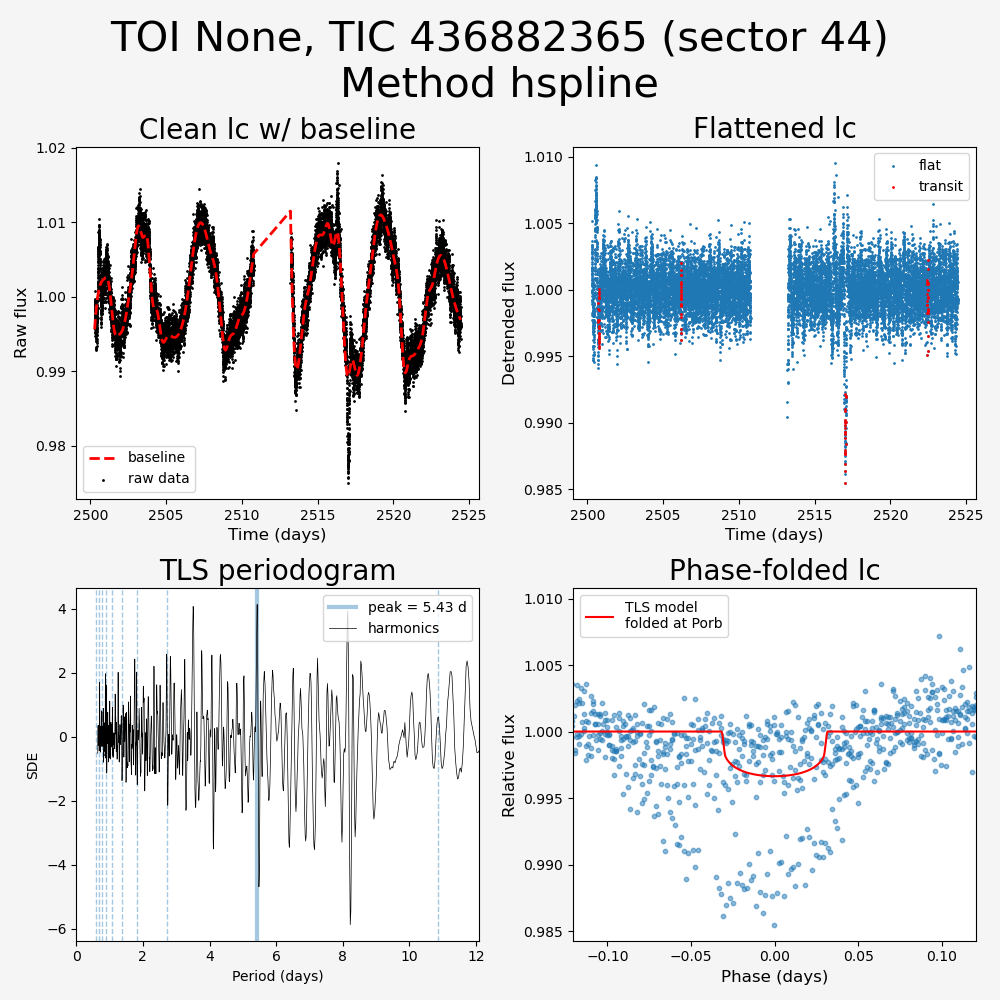 TOI None, TIC 436882365 (sector 44)
Method hspline
Clean lc w/ baseline
1.02
1.01
1.00
0.99
0.98
Raw flux
baseline
raw data
2500
2505
2510
2515
2520
2525
Time (days)
Flattened lc
1.010
1.005
1.000
0.995
0.990
0.985
Detrended flux
flat
transit
2500
2505
2510
2515
2520
2525
Time (days)
TLS periodogram
4
2
0
−2
−4
−6
SDE
peak = 5.43 d
harmonics
0
2
4
6
8
10
12
Period (days)
Phase-folded lc
1.010
1.005
1.000
0.995
0.990
0.985
Relative flux
TLS model
folded at Porb
−0.10
−0.05
0.00
0.05
0.10
Phase (days)